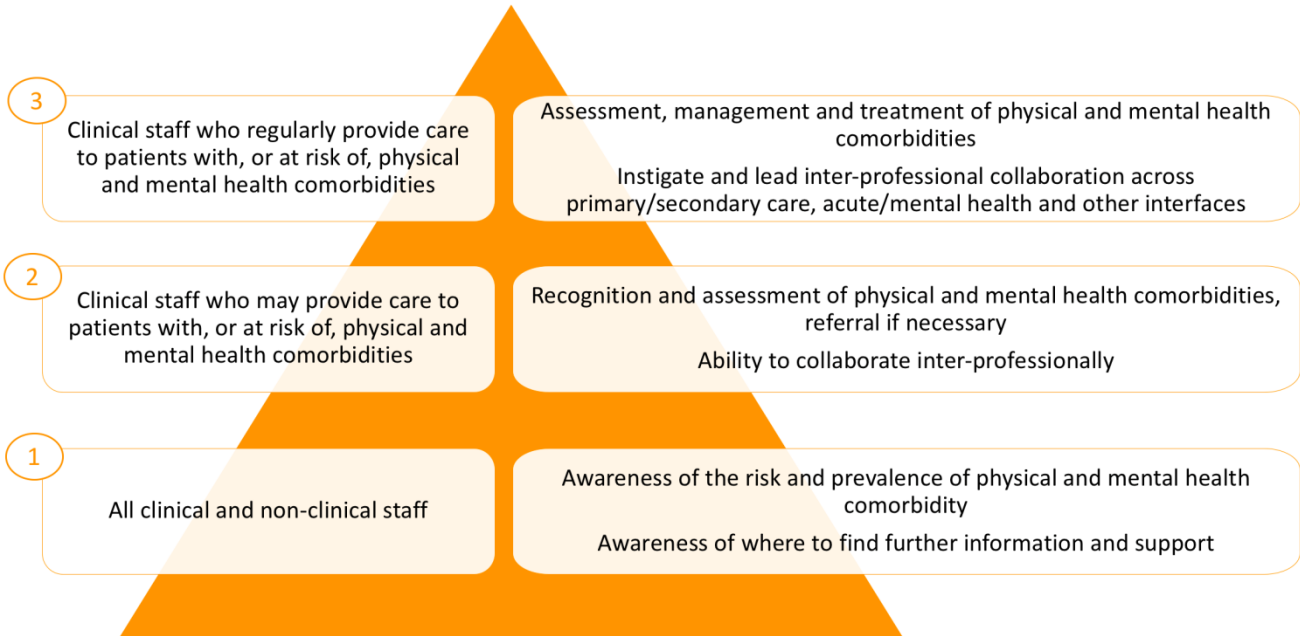 3
Clinical staff who regularly provide care
to patients with, or at risk of, physical
and mental health comorbidities
Assessment, management and treatment of physical and mental health
comorbidities
Instigate and lead inter-professional collaboration across
primary/secondary care, acute/mental health and other interfaces
2
Clinical staff who may provide care to
patients with, or at risk of, physical and
mental health comorbidities
Recognition and assessment of physical and mental health comorbidities,
referral if necessary
Ability to collaborate inter-professionally
1
All clinical and non-clinical staff
Awareness of the risk and prevalence of physical and mental health
comorbidity
Awareness of where to find further information and support